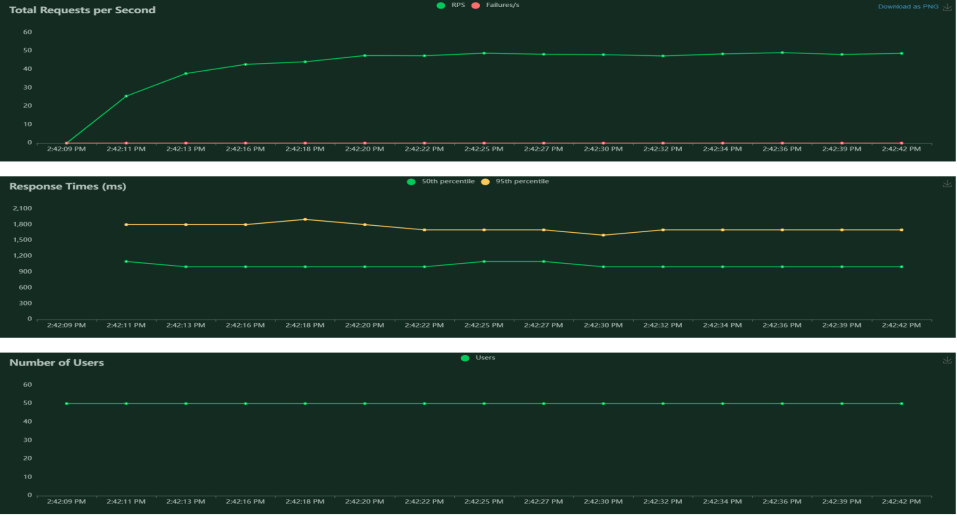 Total Requests per Second
RPS Failures/s
Download as PNG
60
50
40
30
20
10
0
2:42:09 PM 2:42:11 PM 2:42:13 PM 2:42:16 PM 2:42:18 PM 2:42:20 PM 2:42:22 PM 2:42:25 PM 2:42:27 PM 2:42:30 PM 2:42:32 PM 2:42:34 PM 2:42:36 PM 2:42:39 PM 2:42:42 PM
Response Times (ms)
50th percentile 95th percentile
2,100
1,800
1,500
1,200
900
600
300
0
2:42:09 PM 2:42:11 PM 2:42:13 PM 2:42:16 PM 2:42:18 PM 2:42:20 PM 2:42:22 PM 2:42:25 PM 2:42:27 PM 2:42:30 PM 2:42:32 PM 2:42:34 PM 2:42:36 PM 2:42:39 PM 2:42:42 PM
Number of Users
Users
60
50
40
30
20
10
0
2:42:09 PM 2:42:11 PM 2:42:13 PM 2:42:16 PM 2:42:18 PM 2:42:20 PM 2:42:22 PM 2:42:25 PM 2:42:27 PM 2:42:30 PM 2:42:32 PM 2:42:34 PM 2:42:36 PM 2:42:39 PM 2:42:42 PM